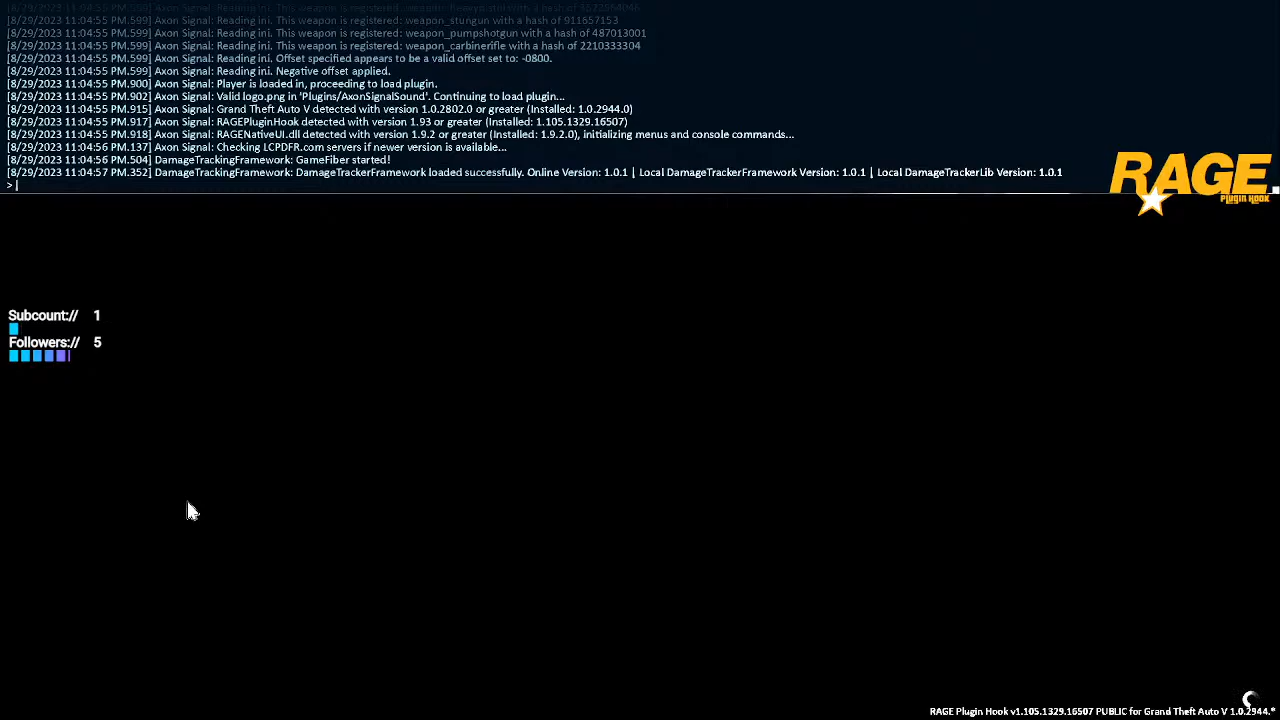 [8/29/2023 11:04:55 PM.599] Axon Signal: Reading ini. This weapon is registered: weapon_stungun with a hash of 911657153
[8/29/2023 11:04:55 PM.599] Axon Signal: Reading ini. This weapon is registered: weapon_pumpshotgun with a hash of 487013001
[8/29/2023 11:04:55 PM.599] Axon Signal: Reading ini. This weapon is registered: weapon_carbinerifle with a hash of 2210333304
[8/29/2023 11:04:55 PM.599] Axon Signal: Reading ini. Offset specified appears to be a valid offset set to: -0800.
[8/29/2023 11:04:55 PM.599] Axon Signal: Reading ini. Negative offset applied.
[8/29/2023 11:04:55 PM.900] Axon Signal: Player is loaded in, proceeding to load plugin.
[8/29/2023 11:04:55 PM.902] Axon Signal: Valid logo.png in 'Plugins/AxonSignalSound'. Continuing to load plugin...
[8/29/2023 11:04:55 PM.915] Axon Signal: Grand Theft Auto V detected with version 1.0.2802.0 or greater (Installed: 1.0.2944.0)
[8/29/2023 11:04:55 PM.917] Axon Signal: RAGEPluginHook detected with version 1.93 or greater (Installed: 1.105.1329.16507)
[8/29/2023 11:04:55 PM.918] Axon Signal: RAGENativeUI.dll detected with version 1.9.2 or greater (Installed: 1.9.2.0), initializing menus and console commands...
[8/29/2023 11:04:56 PM.137] Axon Signal: Checking LCPDFR.com servers if newer version is available...
[8/29/2023 11:04:56 PM.504] DamageTrackingFramework: GameFiber started!
[8/29/2023 11:04:57 PM.352] DamageTrackingFramework: DamageTrackerFramework loaded successfully. Online Version: 1.0.1 | Local DamageTrackerFramework Version: 1.0.1 | Local DamageTrackerLib Version: 1.0.1
>
RAGE.
PLUGIN HOOK
Subcount:// 1
Followers:// 5
RAGE Plugin Hook v1.105.1329.16507 PUBLIC for Grand Theft Auto V 1.0.2944.*